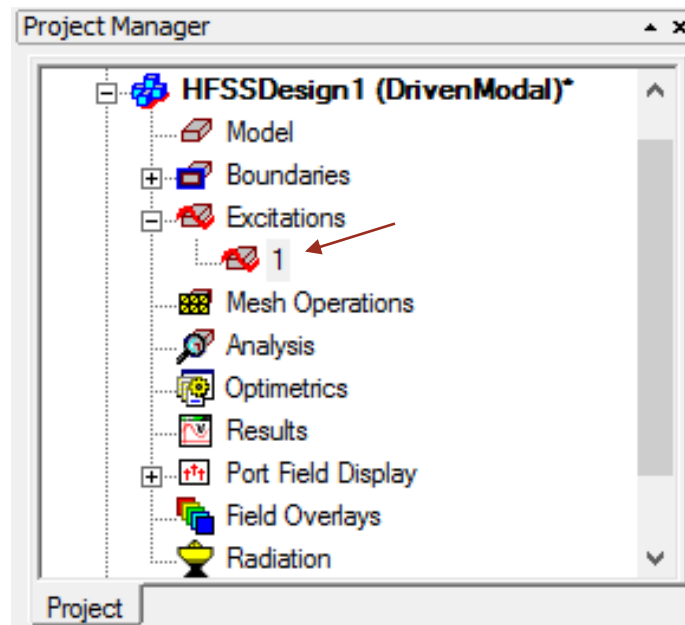 Project Manager
HFSSDesign1 (DrivenModal)*
Model
Boundaries
Excitations
1
Mesh Operations
Analysis
Optimetrics
Results
Port Field Display
Field Overlays
Radiation
Project